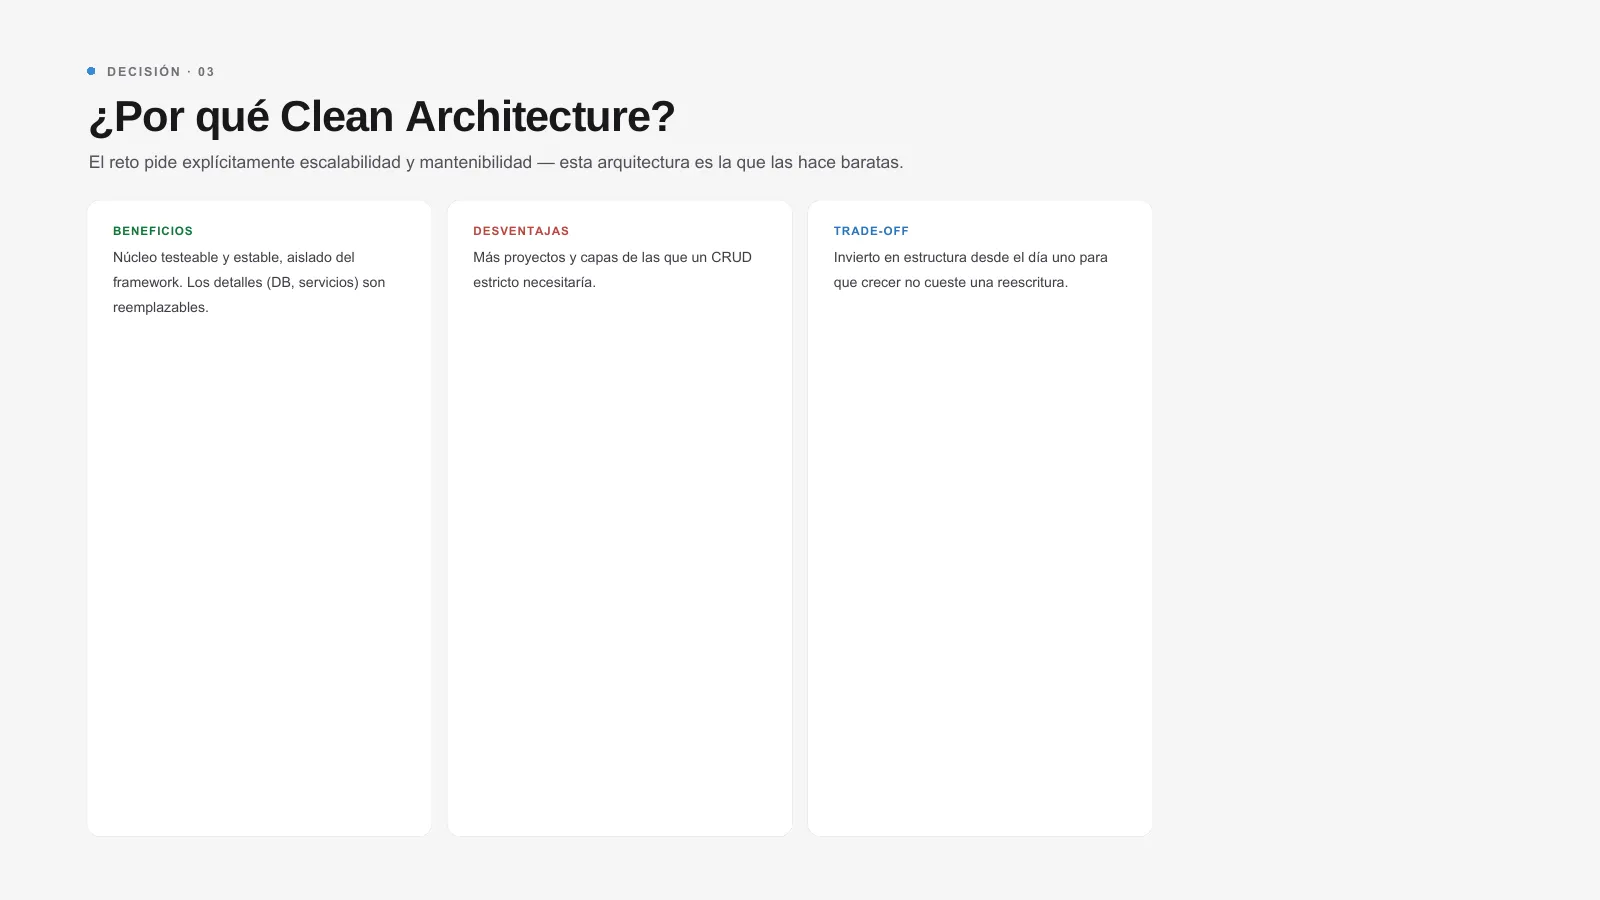 DECISIÓN · 03
¿Por qué Clean Architecture?
El reto pide explícitamente escalabilidad y mantenibilidad — esta arquitectura es la que las hace baratas.
BENEFICIOS
Núcleo testeable y estable, aislado del
framework. Los detalles (DB, servicios) son
reemplazables.
DESVENTAJAS
Más proyectos y capas de las que un CRUD
estricto necesitaría.
TRADE-OFF
Invierto en estructura desde el día uno para
que crecer no cueste una reescritura.